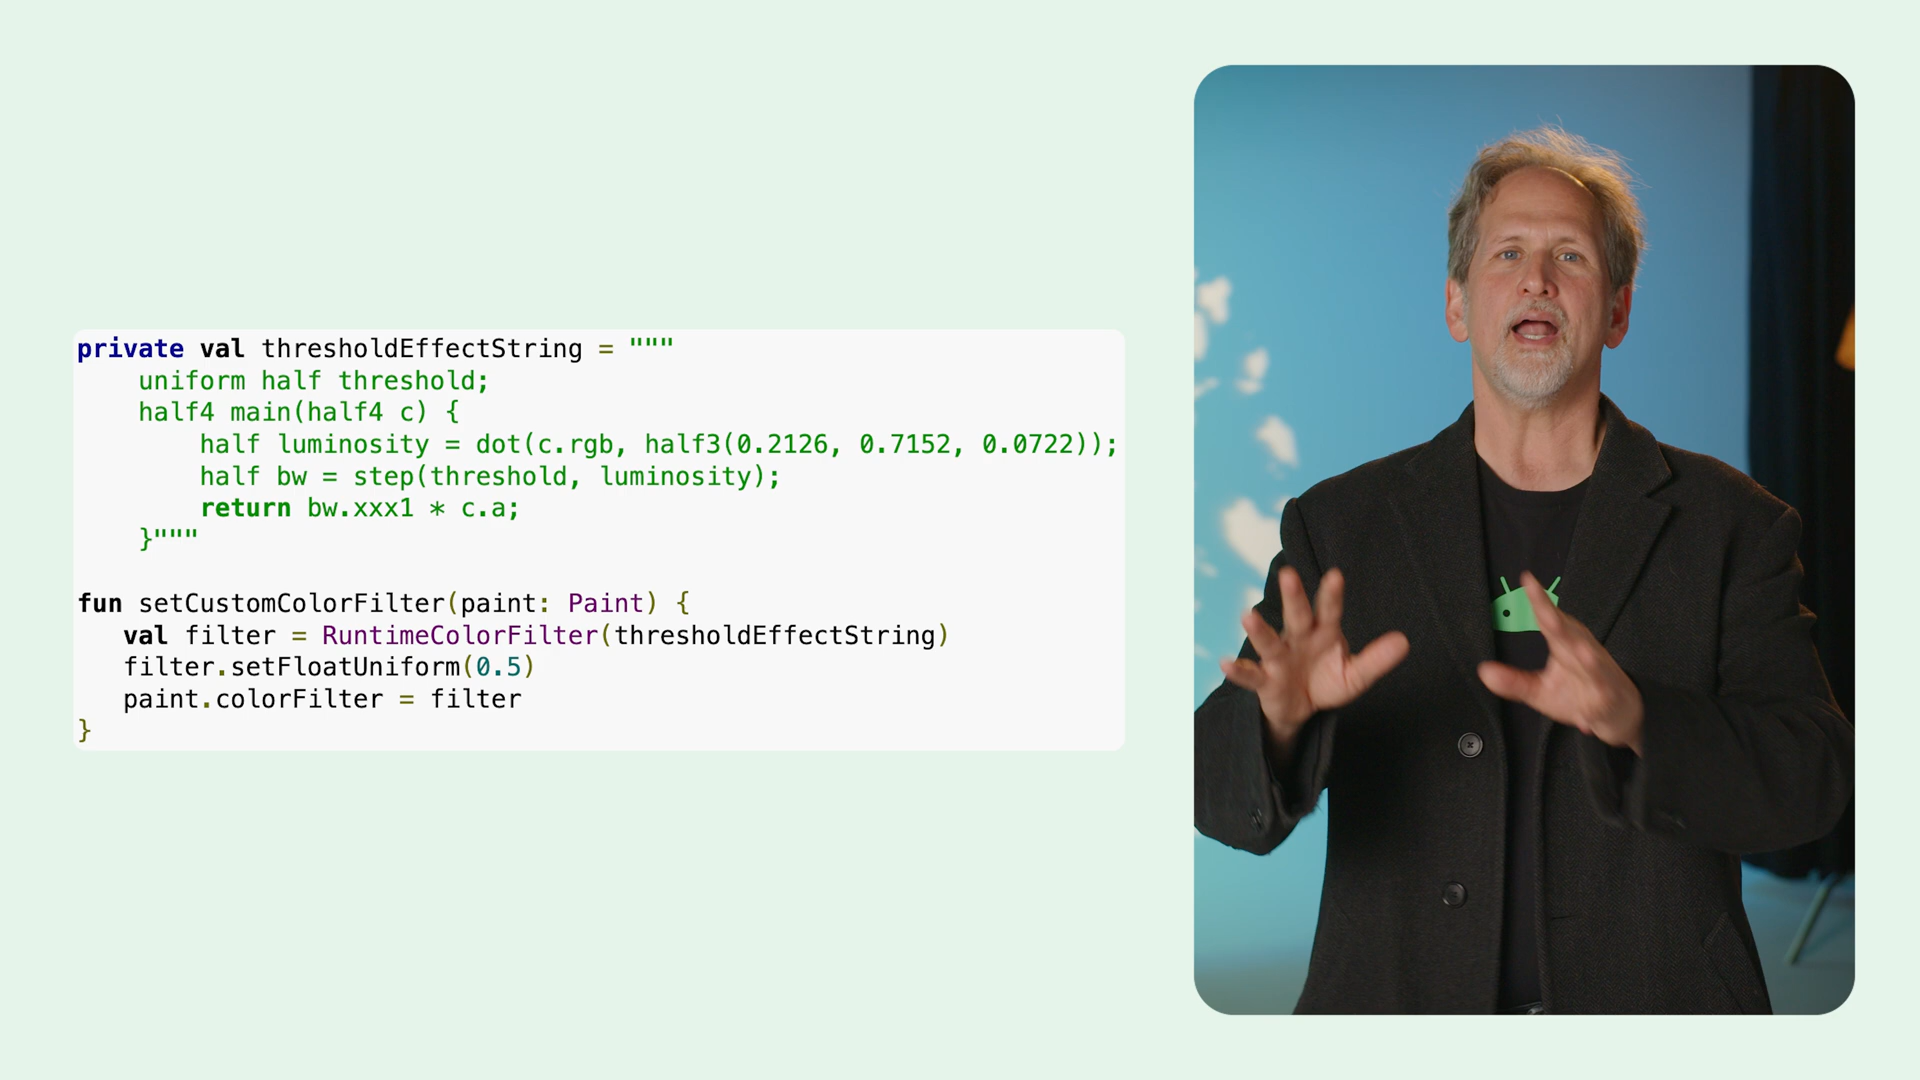 private val thresholdEffectString = """
uniform half threshold;
half4 main(half4 c) {
half luminosity = dot(c.rgb, half3(0.2126, 0.7152, 0.0722));
half bw = step(threshold, luminosity);
return bw.xxx1 * c.a;
}"""
fun setCustomColorFilter(paint: Paint) {
val filter = RuntimeColorFilter(thresholdEffectString)
filter.setFloatUniform(0.5)
paint.colorFilter = filter
}